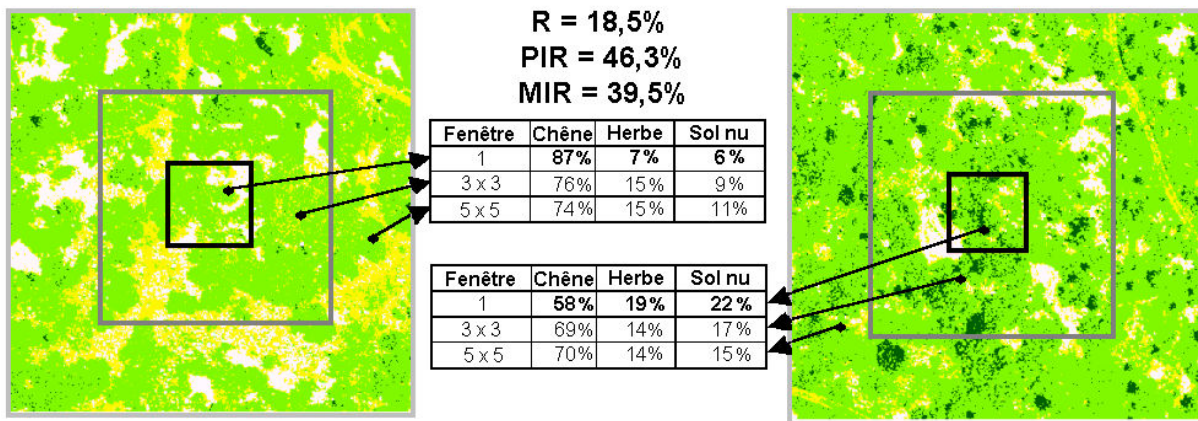 R = 18,5%
PIR = 46,3%
MIR = 39,5%
Fenêtre Chêne Herbe Sol nu
1 87% 7% 6%
3 x 3 76% 15% 9%
5 x 5 74% 15% 11%
Fenêtre Chêne Herbe Sol nu
1 58% 19% 22%
3 x 3 69% 14% 17%
5 x 5 70% 14% 15%